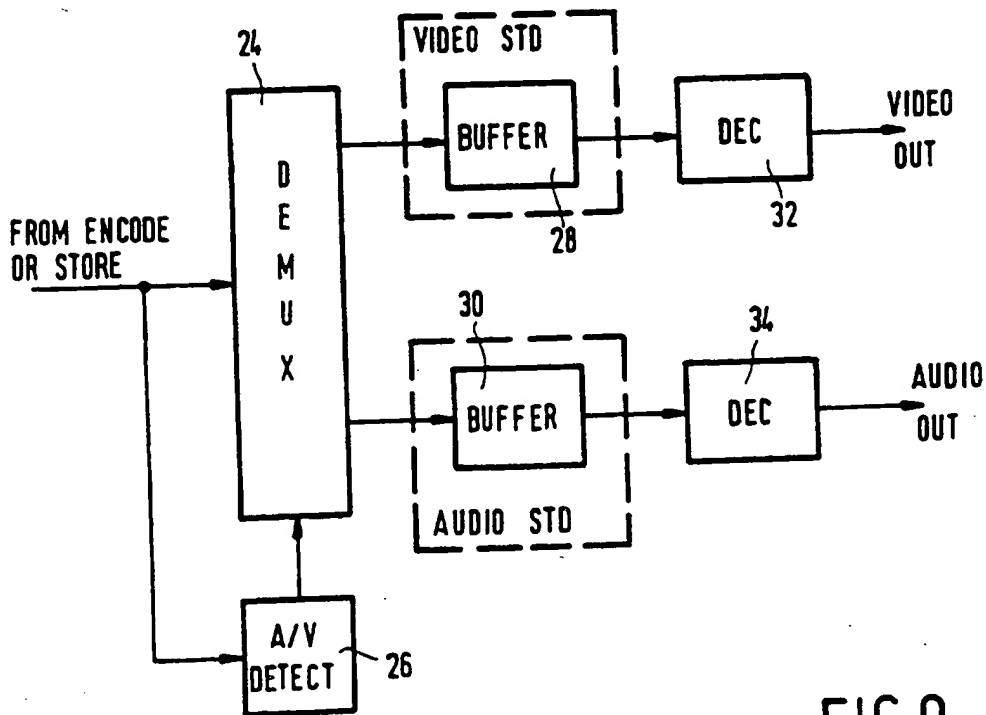 24
VIDEO STD
BUFFER
28
DEC
32
VIDEO
OUT
D
E
M
U
X
FROM ENCODE
OR STORE
30
BUFFER
AUDIO STD
34
DEC
AUDIO
OUT
A/V
DETECT
26